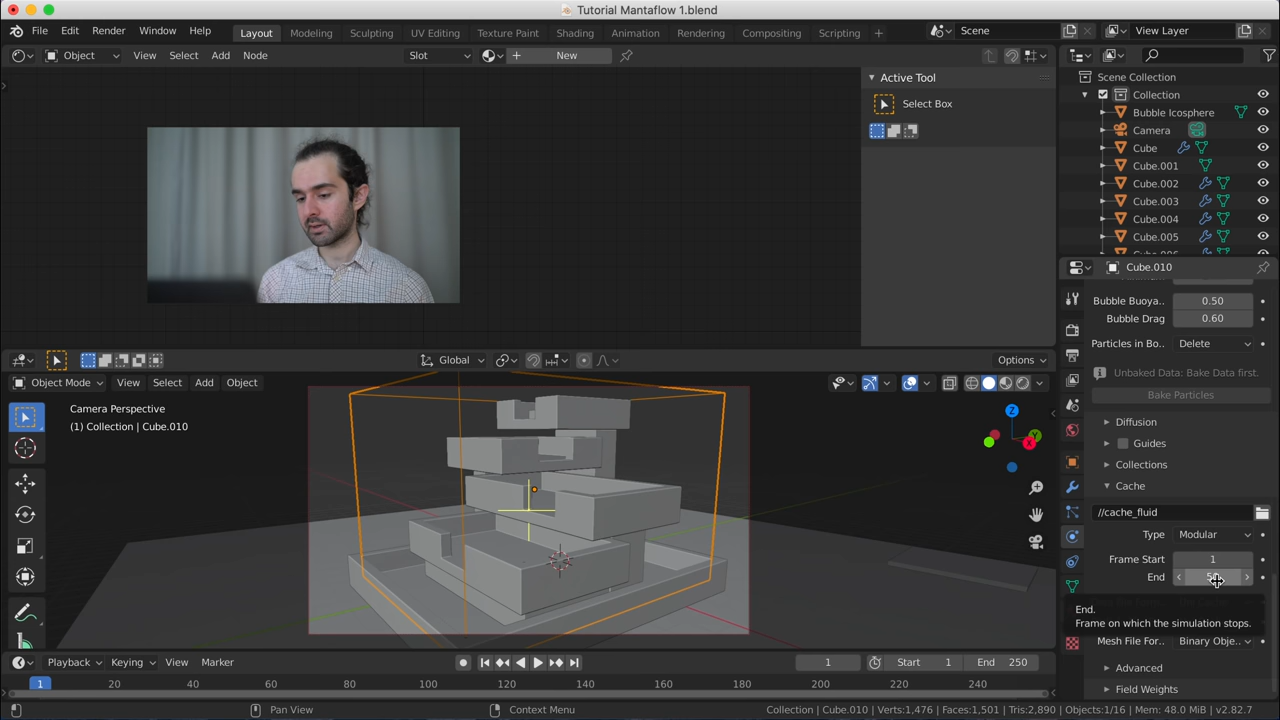 Tutorial Mantaflow 1.blend
File Edit Render Window Help Layout Modeling Sculpting UV Editing Texture Paint Shading Animation Rendering Compositing Scripting + Scene View Layer
Object View Select Add Node Slot + New
Active Tool
Select Box
Scene Collection
Collection
Bubble Icosphere
Camera
Cube
Cube.001
Cube.002
Cube.003
Cube.004
Cube.005
Cube.010
Bubble Buoya.. 0.50
Bubble Drag 0.60
Particles in Bo.. Delete
Unbaked Data: Bake Data first.
Bake Particles
Diffusion
Guides
Collections
Cache
//cache_fluid
Type Modular
Frame Start 1
End
End.
Frame on which the simulation stops.
Mesh File For.. Binary Obje..
Advanced
Field Weights
Global Options
Object Mode View Select Add Object
Camera Perspective
(1) Collection | Cube.010
Z
Y
X
Playback Keying View Marker 1 Start 1 End 250
1 20 40 60 80 100 120 140 160 180 200 220 240
Pan View Context Menu Collection | Cube.010 | Verts:1,476 | Faces:1,501 | Tris:2,890 | Objects:1/16 | Mem: 48.0 MiB | v2.82.7